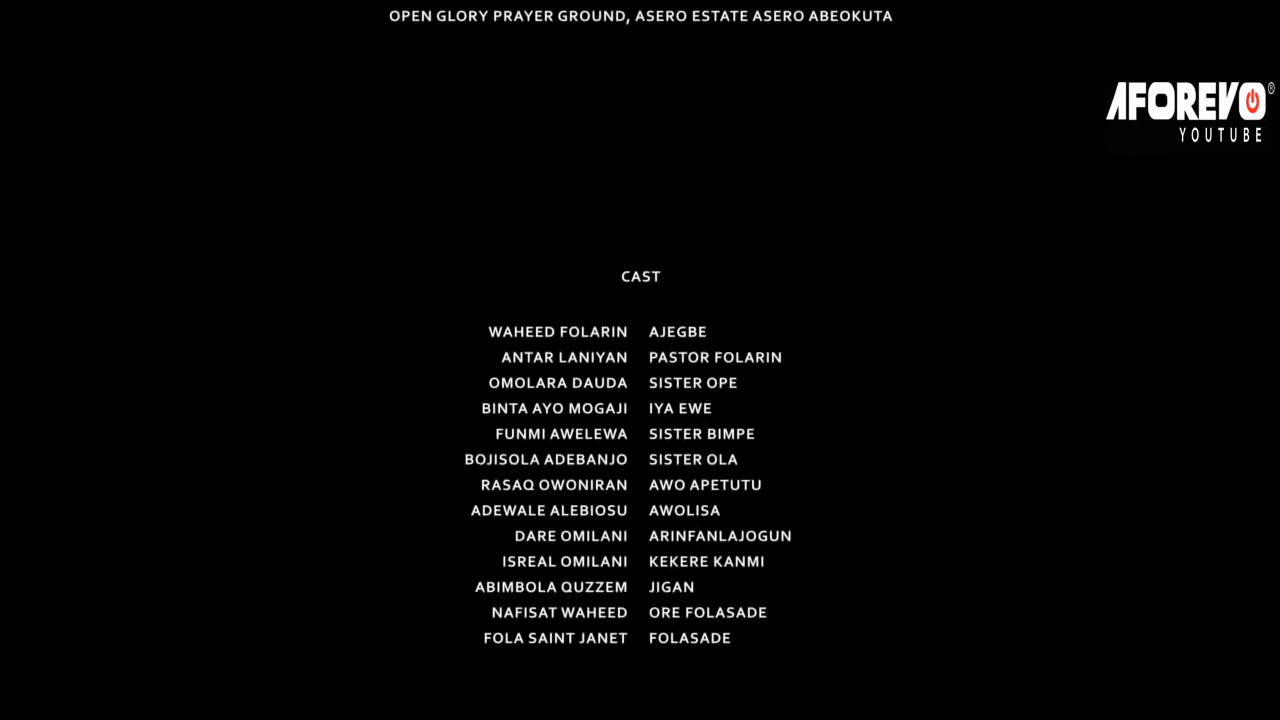 OPEN GLORY PRAYER GROUND, ASERO ESTATE ASERO ABEOKUTA
AFOREVO®
YOUTUBE
CAST
WAHEED FOLARIN AJEGBE
ANTAR LANIYAN PASTOR FOLARIN
OMOLARA DAUDA SISTER OPE
BINTA AYO MOGAJI IYA EWE
FUNMI AWELEWA SISTER BIMPE
BOJISOLA ADEBANJO SISTER OLA
RASAQ OWONIRAN AWO APETUTU
ADEWALE ALEBIOSU AWOLISA
DARE OMILANI ARINFANLAJOGUN
ISREAL OMILANI KEKERE KANMI
ABIMBOLA QUZZEM JIGAN
NAFISAT WAHEED ORE FOLASADE
FOLA SAINT JANET FOLASADE